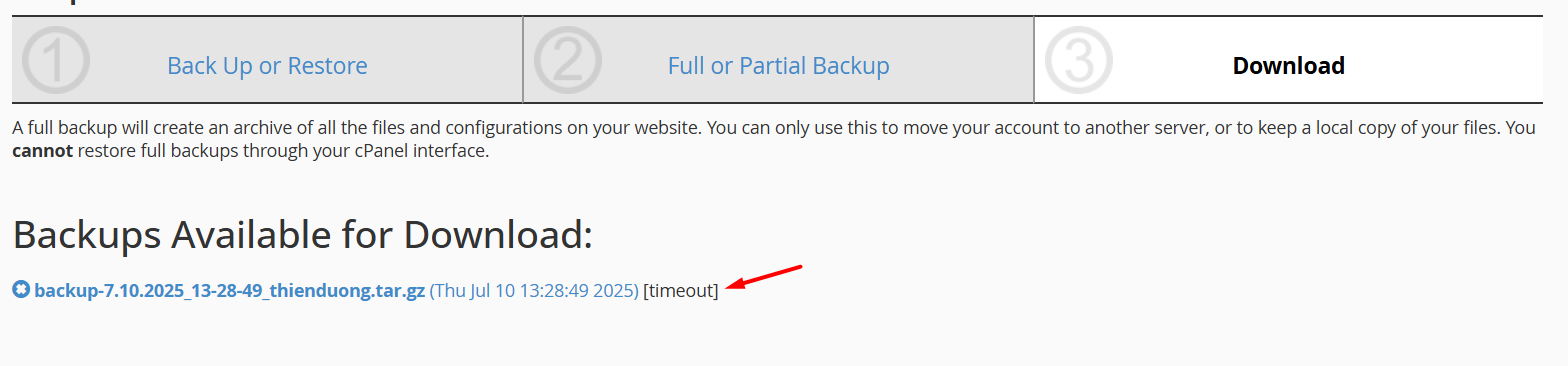 1 Back Up or Restore 2 Full or Partial Backup 3 Download
A full backup will create an archive of all the files and configurations on your website. You can only use this to move your account to another server, or to keep a local copy of your files. You
cannot restore full backups through your cPanel interface.
Backups Available for Download:
backup-7.10.2025_13-28-49_thienduong.tar.gz (Thu Jul 10 13:28:49 2025) [timeout]